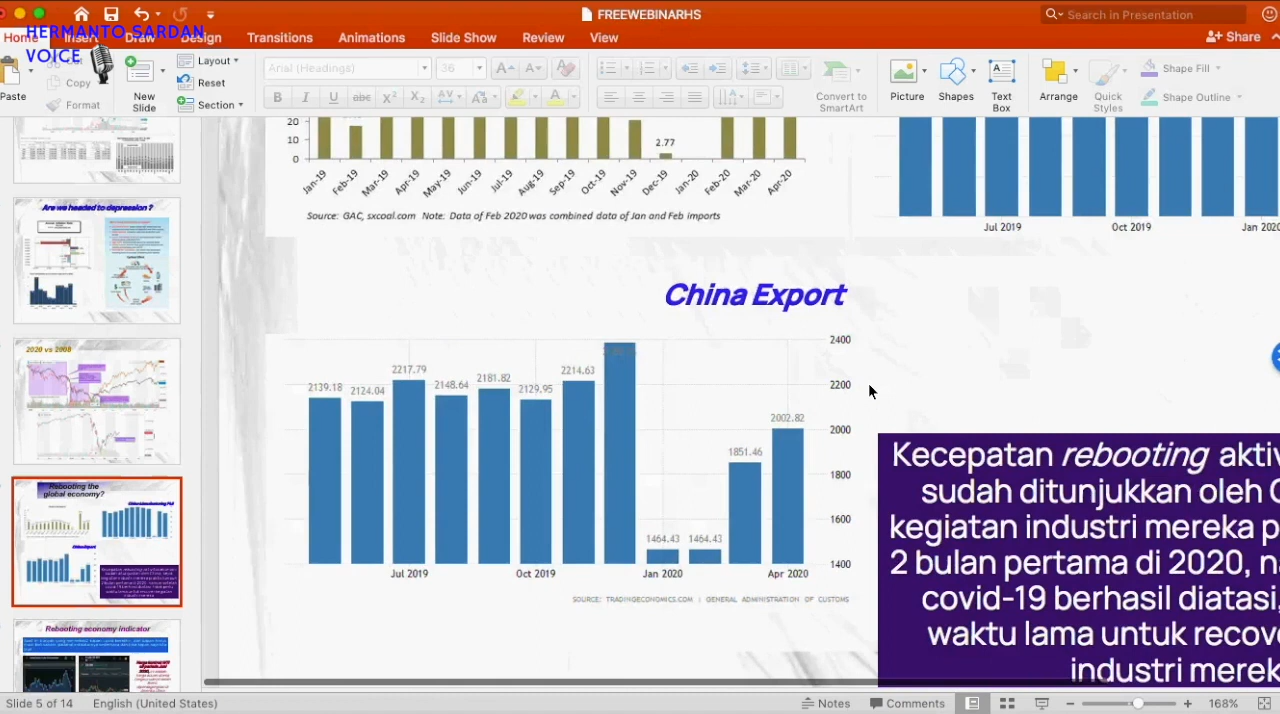 FREEWEBINARHS
Search in Presentation
HERMANTO SARDAN
VOICE
Home Insert Draw Design Transitions Animations Slide Show Review View
Share
Paste
Cut
Copy
Format
New
Slide
Layout
Reset
Section
Arial (Headings)
36
Convert to
SmartArt
Picture
Shapes
Text
Box
Arrange
Quick
Styles
Shape Fill
Shape Outline
Are we headed to depression ?
2020 vs 2008
Rebooting the
global economy?
China Export
Rebooting economy Indicator
20
10
0
2.77
Jan-19 Feb-19 Mar-19 Apr-19 May-19 Jun-19 Jul-19 Aug-19 Sep-19 Oct-19 Nov-19 Dec-19 Jan-20 Feb-20 Mar-20 Apr-20
Source: GAC, sxcoal.com Note: Data of Feb 2020 was combined data of Jan and Feb imports
Jul 2019 Oct 2019 Jan 2020
China Export
2139.18 2124.04 2217.79 2148.64 2181.82 2129.95 2214.63 1464.43 1464.43 1851.46 2002.82
2400
2200
2000
1800
1600
1400
Jul 2019 Oct 2019 Jan 2020 Apr 2020
SOURCE: TRADINGECONOMICS.COM | GENERAL ADMINISTRATION OF CUSTOMS
Kecepatan rebooting aktiv
sudah ditunjukkan oleh C
kegiatan industri mereka p
2 bulan pertama di 2020, na
covid-19 berhasil diatasi.
waktu lama untuk recove
industri merek
Slide 5 of 14
English (United States)
Notes
Comments
168%